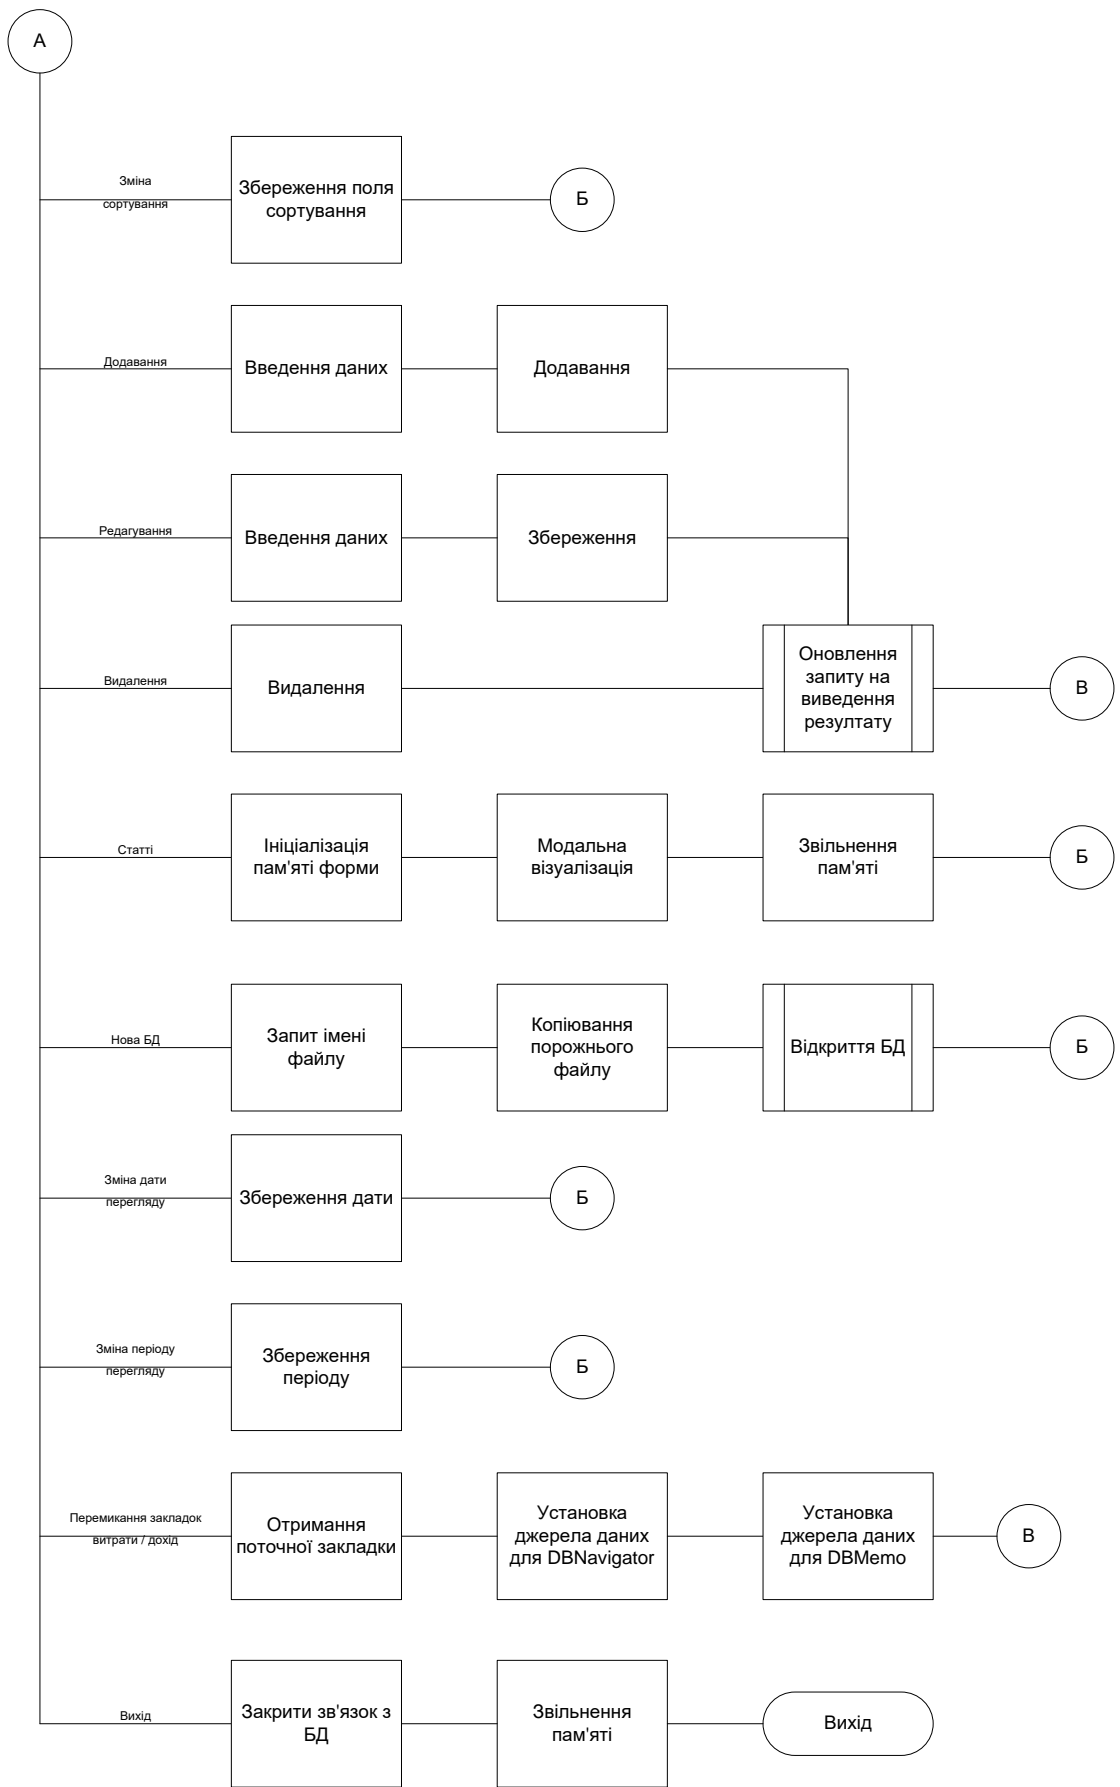 А
Зміна
сортування
Збереження поля
сортування
Б
Додавання
Введення даних
Додавання
Редагування
Введення даних
Збереження
Видалення
Видалення
Оновлення
запиту на
виведення
резултату
В
Статті
Ініціалізація
пам'яті форми
Модальна
візуалізація
Звільнення
пам'яті
Б
Нова БД
Запит імені
файлу
Копіювання
порожнього
файлу
Відкриття БД
Б
Зміна дати
перегляду
Збереження дати
Б
Зміна періоду
перегляду
Збереження
періоду
Б
Перемикання закладок
витрати / дохід
Отримання
поточної закладки
Установка
джерела даних
для DBNavigator
Установка
джерела даних
для DBMemo
В
Вихід
Закрити зв'язок з
БД
Звільнення
пам'яті
Вихід